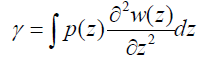 γ = ∫ p(z) ∂²w(z)/∂z² dz